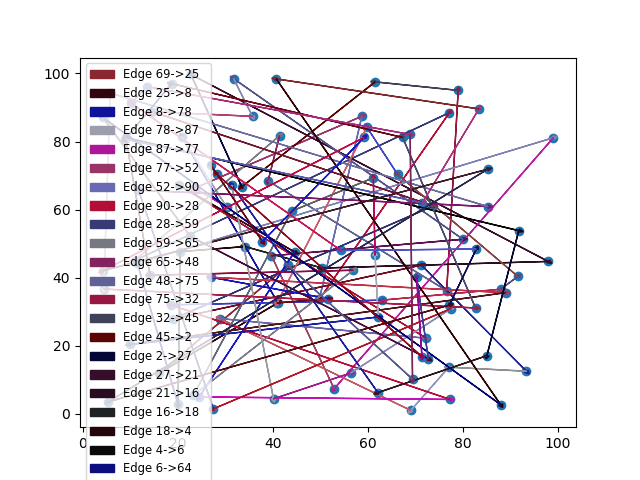 100
80
60
40
20
0
0
20
40
60
80
100
Edge 69->25
Edge 25->8
Edge 8->78
Edge 78->87
Edge 87->77
Edge 77->52
Edge 52->90
Edge 90->28
Edge 28->59
Edge 59->65
Edge 65->48
Edge 48->75
Edge 75->32
Edge 32->45
Edge 45->2
Edge 2->27
Edge 27->21
Edge 21->16
Edge 16->18
Edge 18->4
Edge 4->6
Edge 6->64